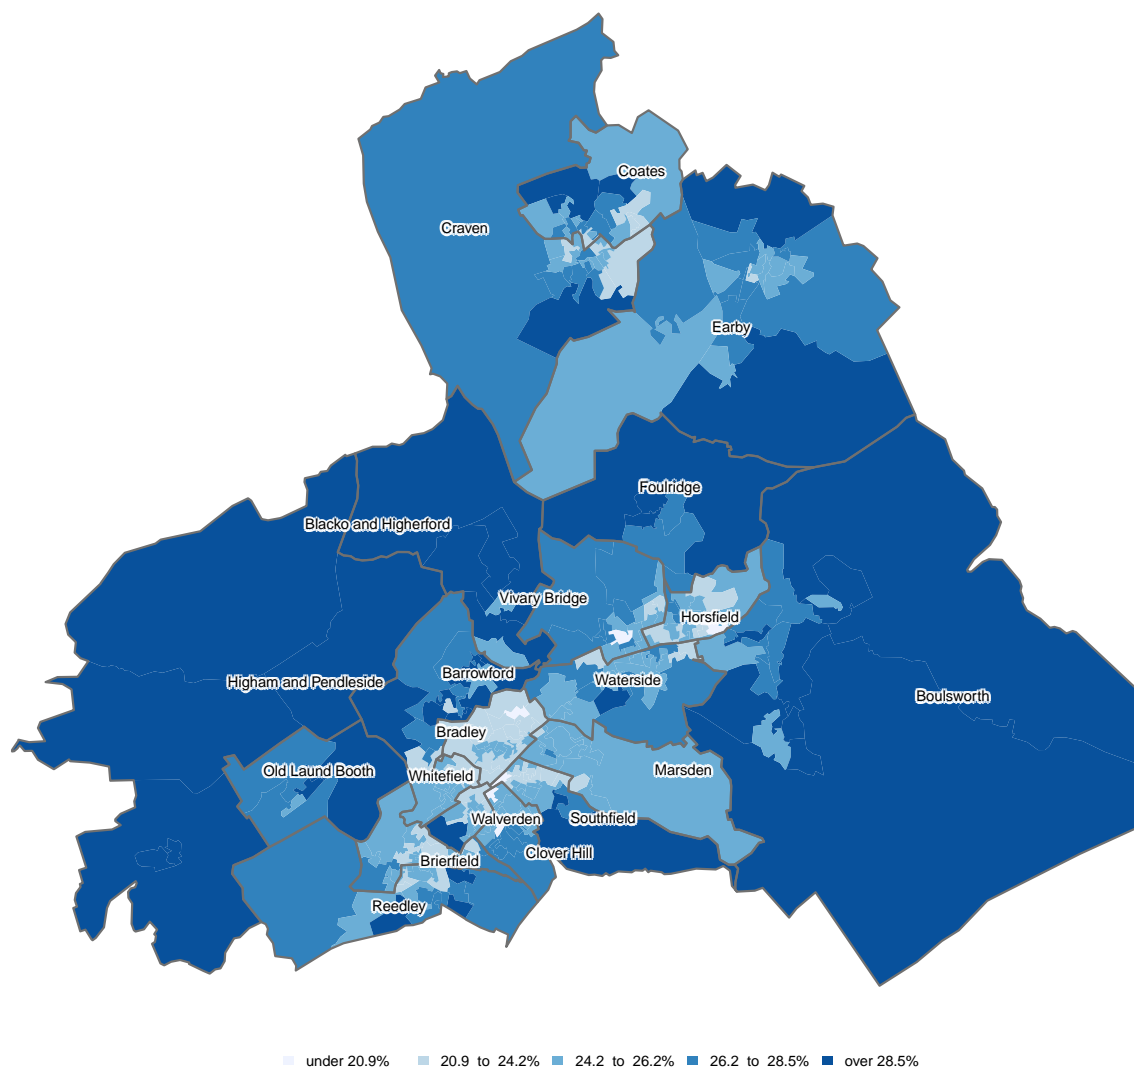 Coates
Craven
Earby
Foulridge
Blacko and Higherford
Vivary Bridge
Horsfield
Barrowford
Waterside
Higham and Pendleside
Boulsworth
Bradley
Old Laund Booth
Whitefield
Marsden
Walverden
Southfield
Clover Hill
Brierfield
Reedley
under 20.9% 20.9 to 24.2% 24.2 to 26.2% 26.2 to 28.5% over 28.5%